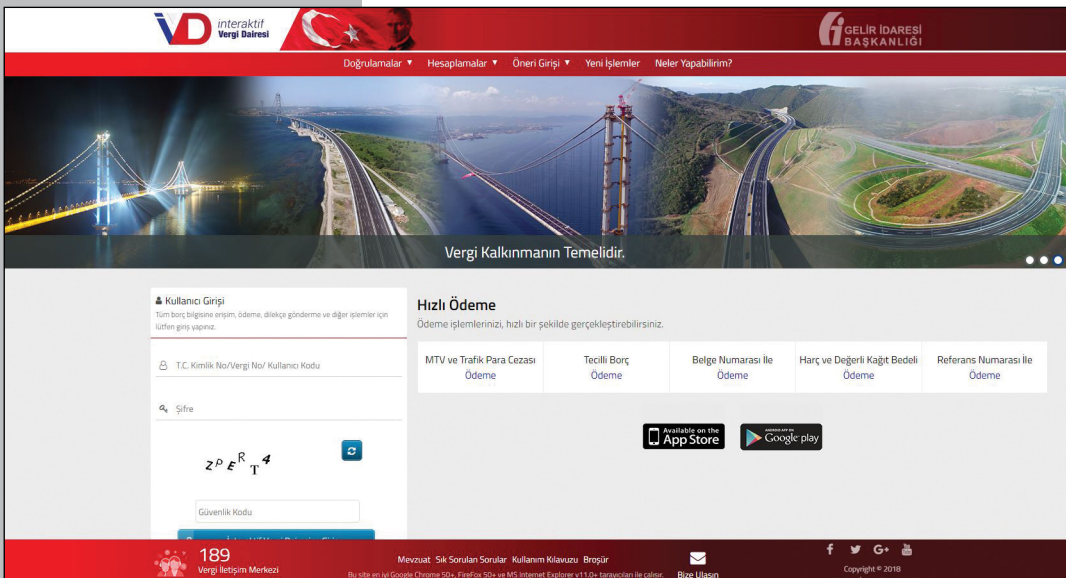 interaktif
Vergi Dairesi
GELİR İDARESİ
BAŞKANLIĞI
Doğrulamalar ▼ Hesaplamalar ▼ Öneri Girişi ▼ Yeni İşlemler Neler Yapabilirim?
Vergi Kalkınmanın Temelidir.
Kullanıcı Girişi
Tüm borç bilgisine erişim, ödeme, dilekçe gönderme ve diğer işlemler için
lütfen giriş yapınız.
T.C. Kimlik No/Vergi No/ Kullanıcı Kodu
Şifre
ZPERT4
Güvenlik Kodu
Hızlı Ödeme
Ödeme işlemlerinizi, hızlı bir şekilde gerçekleştirebilirsiniz.
MTV ve Trafik Para Cezası
Ödeme
Tecilli Borç
Ödeme
Belge Numarası İle
Ödeme
Harç ve Değerli Kağıt Bedeli
Ödeme
Referans Numarası İle
Ödeme
Available on the
App Store
ANDROID APP ON
Google play
189
Vergi İletişim Merkezi
Mevzuat Sık Sorulan Sorular Kullanım Kılavuzu Broşür
Bu site en iyi Google Chrome 50+, FireFox 50+ ve MS Internet Explorer v11.0+ tarayıcıları ile çalışır.
Bize Ulaşın
f G+
Copyright © 2018